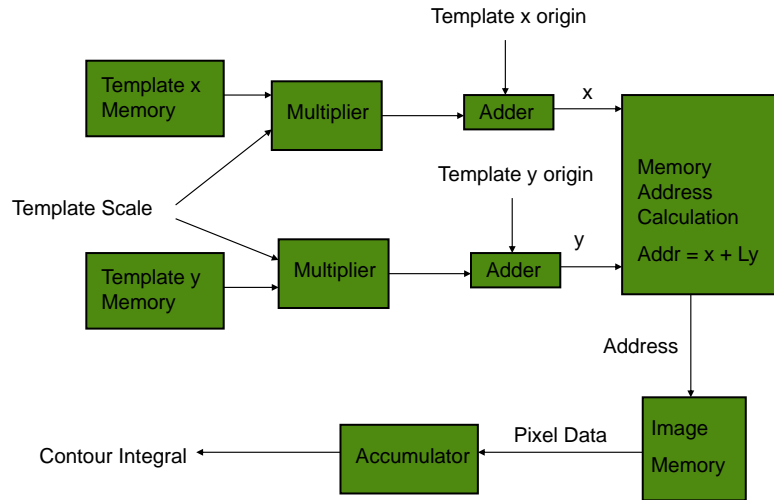 Template x origin
Template x
Memory
Multiplier
Adder
x
Template y origin
Memory
Address
Calculation
Addr = x + Ly
Template Scale
y
Template y
Memory
Multiplier
Adder
Address
Pixel Data
Image
Memory
Contour Integral
Accumulator